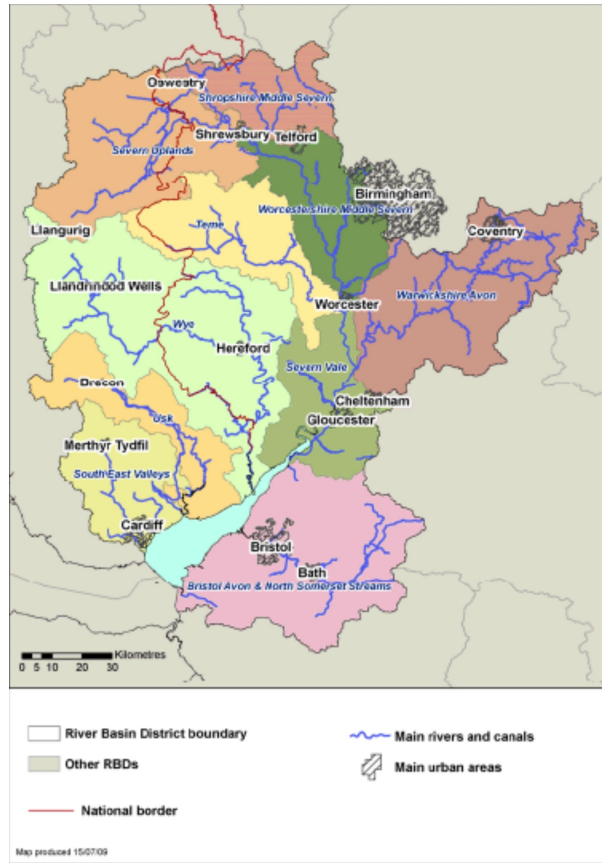 Oswestry
Shropshire Middle Severn
Shrewsbury
Telford
Severn Uplands
Birmingham
Worcestershire Middle Severn
Teme
Coventry
Llangurig
Llandrindod Wells
Worcester
Warwickshire Avon
Wye
Hereford
Severn Vale
Brecon
Usk
Cheltenham
Gloucester
Merthyr Tydfil
South East Valleys
Cardiff
Bristol
Bath
Bristol Avon & North Somerset Streams
Kilometres
0 5 10 20 30
River Basin District boundary
Main rivers and canals
Other RBDs
Main urban areas
National border
Map produced 15/07/09